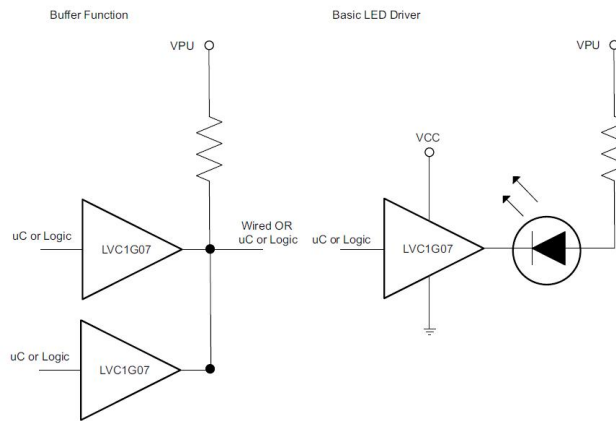 Buffer Function
Basic LED Driver
VPU
VPU
VCC
uC or Logic
LVC1G07
Wired OR
uC or Logic
uC or Logic
LVC1G07
uC or Logic
LVC1G07